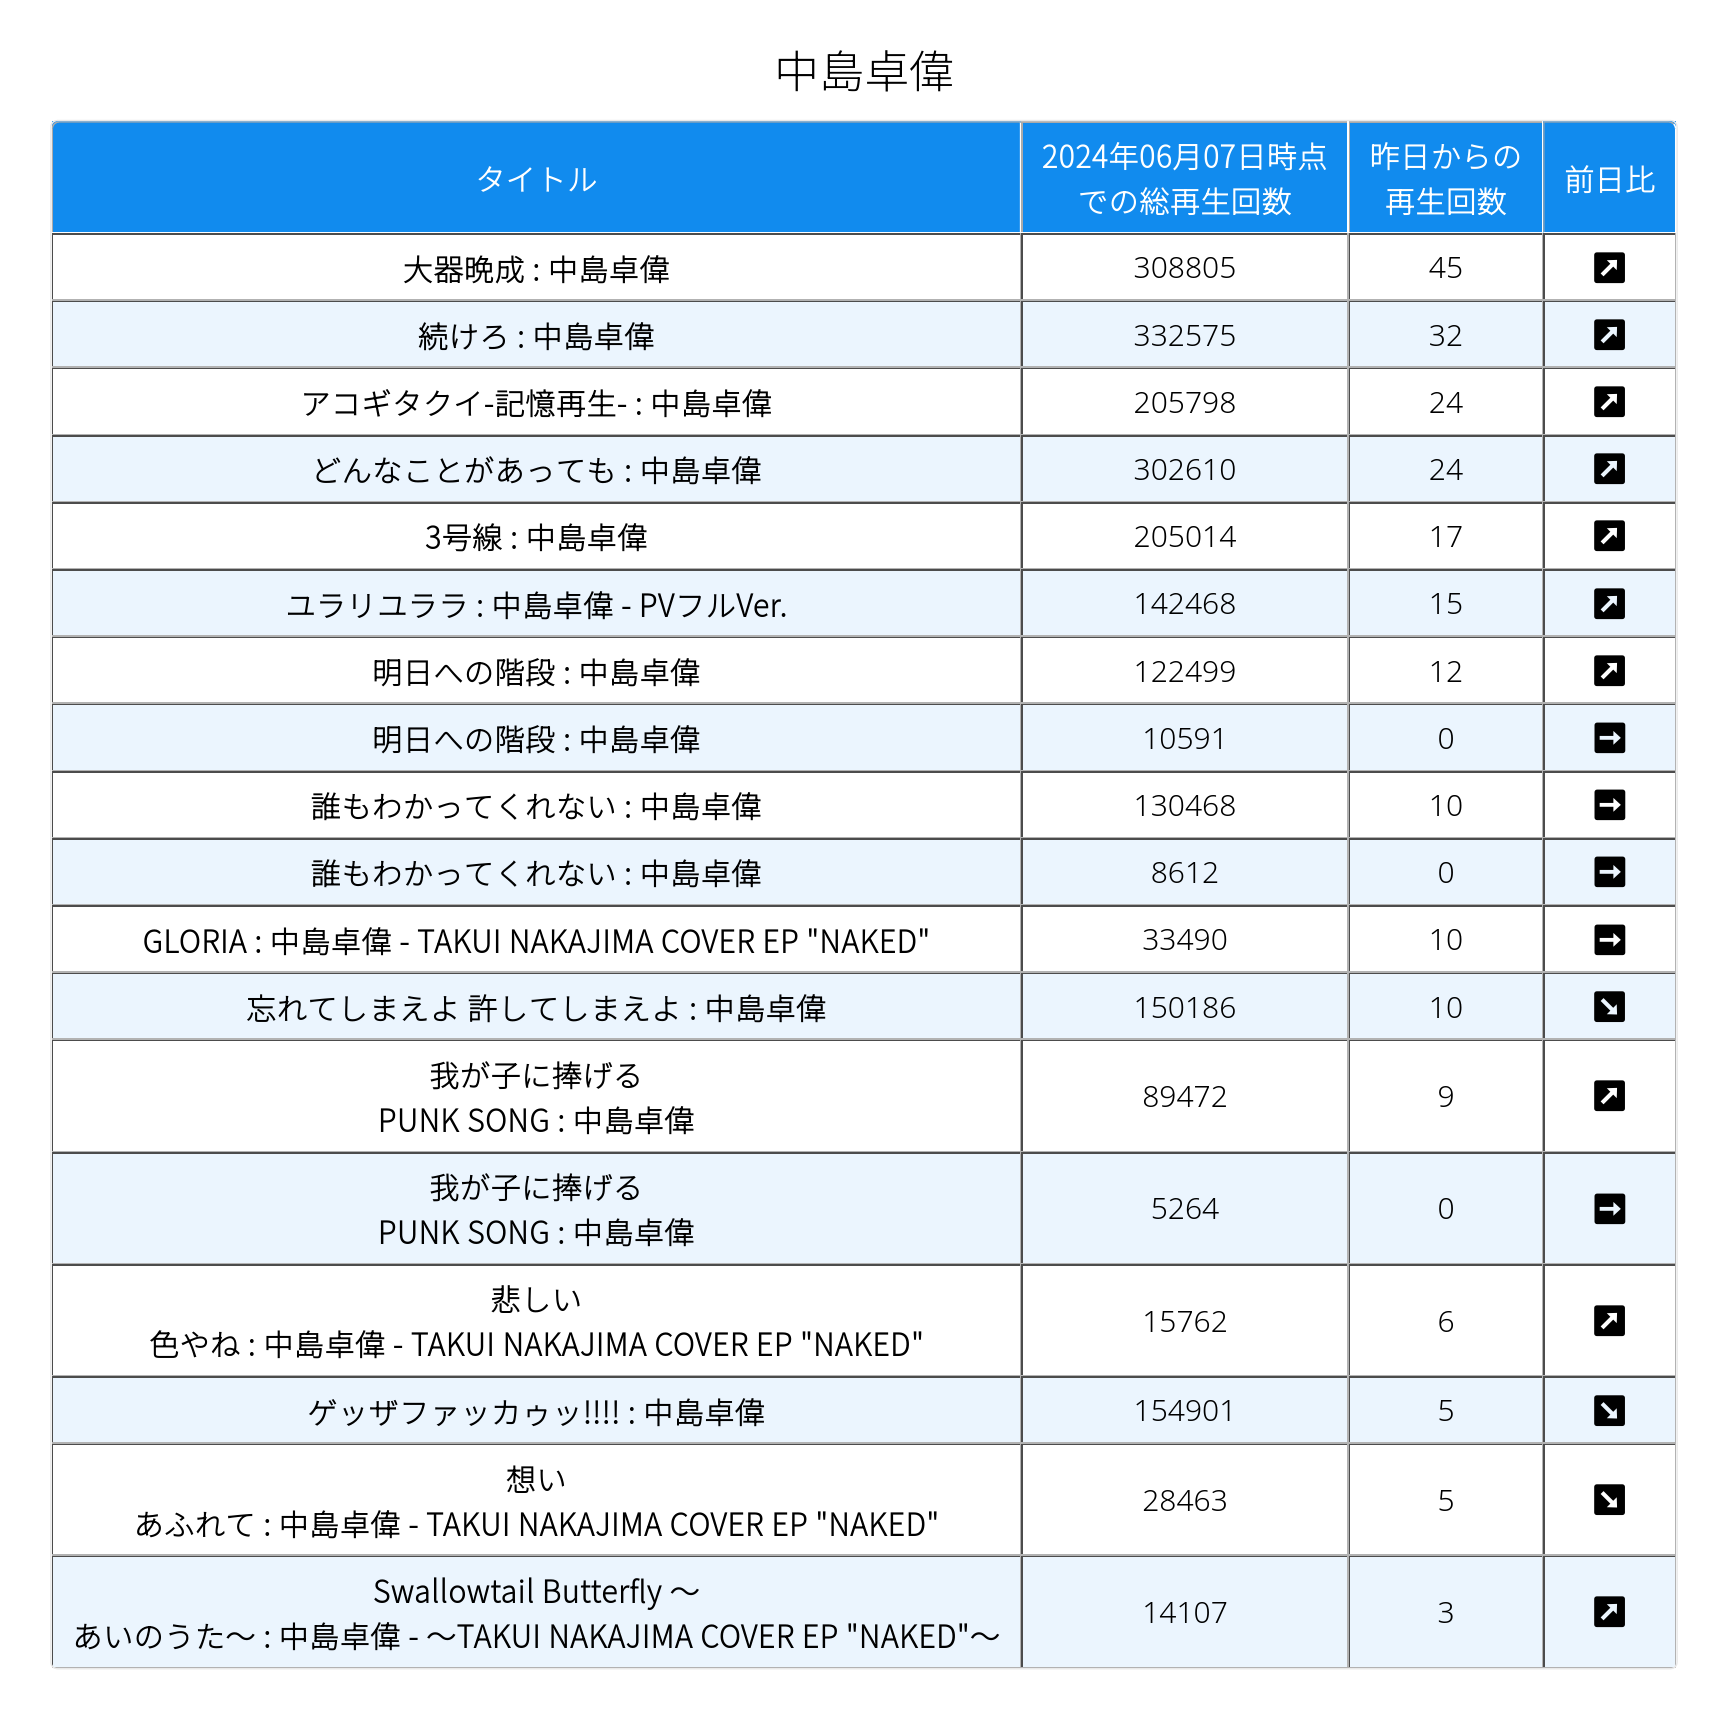 中島卓偉
タイトル
2024年06月07日時点
での総再生回数
昨日からの
再生回数
前日比
大器晩成 : 中島卓偉 308805 45 ↗
続けろ : 中島卓偉 332575 32 ↗
アコギタクイ-記憶再生- : 中島卓偉 205798 24 ↗
どんなことがあっても : 中島卓偉 302610 24 ↗
3号線 : 中島卓偉 205014 17 ↗
ユラリユララ : 中島卓偉 - PVフルVer. 142468 15 ↗
明日への階段 : 中島卓偉 122499 12 ↗
明日への階段 : 中島卓偉 10591 0 →
誰もわかってくれない : 中島卓偉 130468 10 →
誰もわかってくれない : 中島卓偉 8612 0 →
GLORIA : 中島卓偉 - TAKUI NAKAJIMA COVER EP "NAKED" 33490 10 →
忘れてしまえよ 許してしまえよ : 中島卓偉 150186 10 ↘
我が子に捧げる
PUNK SONG : 中島卓偉 89472 9 ↗
我が子に捧げる
PUNK SONG : 中島卓偉 5264 0 →
悲しい
色やね : 中島卓偉 - TAKUI NAKAJIMA COVER EP "NAKED" 15762 6 ↗
ゲッザファッカゥッ!!!! : 中島卓偉 154901 5 ↘
想い
あふれて : 中島卓偉 - TAKUI NAKAJIMA COVER EP "NAKED" 28463 5 ↘
Swallowtail Butterfly 〜
あいのうた〜 : 中島卓偉 - 〜TAKUI NAKAJIMA COVER EP "NAKED"〜 14107 3 ↗